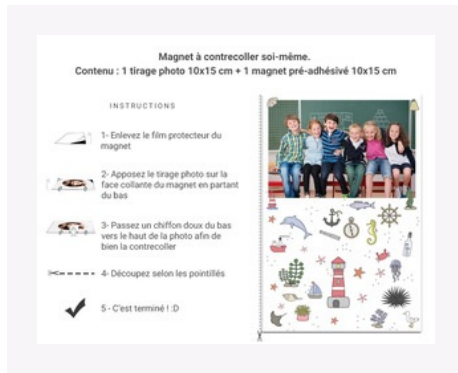 Magnet à contrecoller soi-même.
Contenu : 1 tirage photo 10x15 cm + 1 magnet pré-adhésivé 10x15 cm
INSTRUCTIONS
1- Enlevez le film protecteur du
magnet
2- Apposez le tirage photo sur la
face collante du magnet en partant
du bas
3- Passez un chiffon doux du bas
vers le haut de la photo afin de
bien la contrecoller
4- Découpez selon les pointillés
5 - C'est terminé ! :D